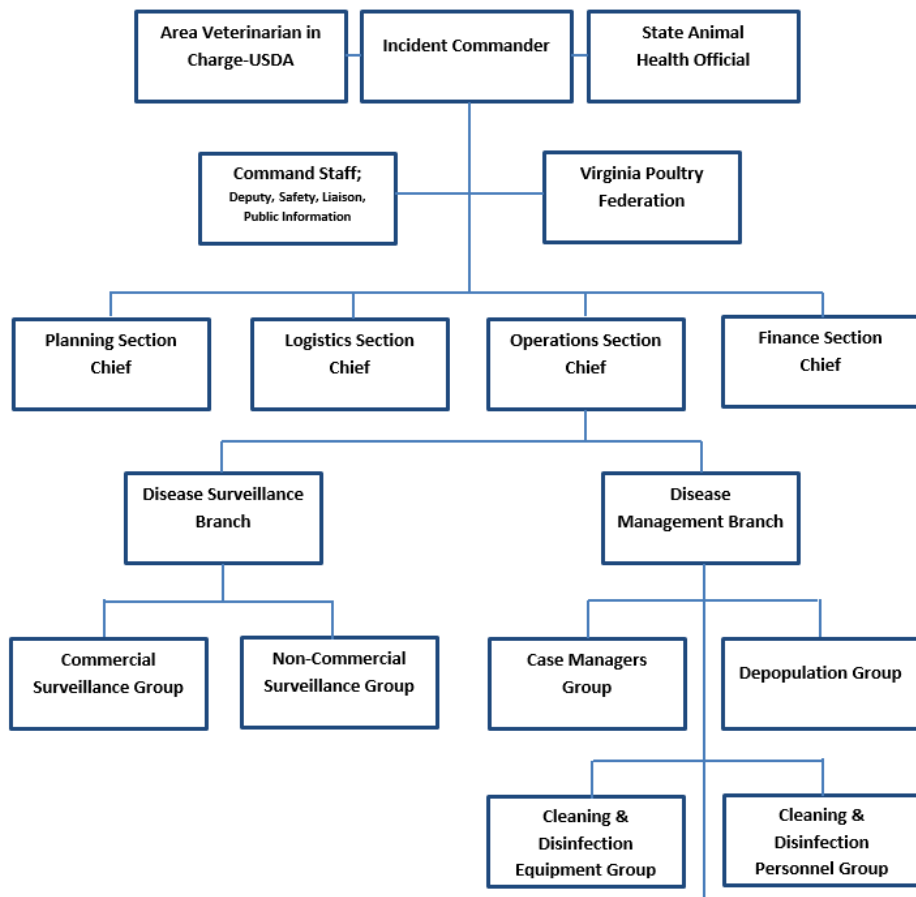 Area Veterinarian in
Charge-USDA
Incident Commander
State Animal
Health Official
Command Staff;
Deputy, Safety, Liaison,
Public Information
Virginia Poultry
Federation
Planning Section
Chief
Logistics Section
Chief
Operations Section
Chief
Finance Section
Chief
Disease Surveillance
Branch
Disease
Management Branch
Commercial
Surveillance Group
Non-Commercial
Surveillance Group
Case Managers
Group
Depopulation Group
Cleaning &
Disinfection
Equipment Group
Cleaning &
Disinfection
Personnel Group